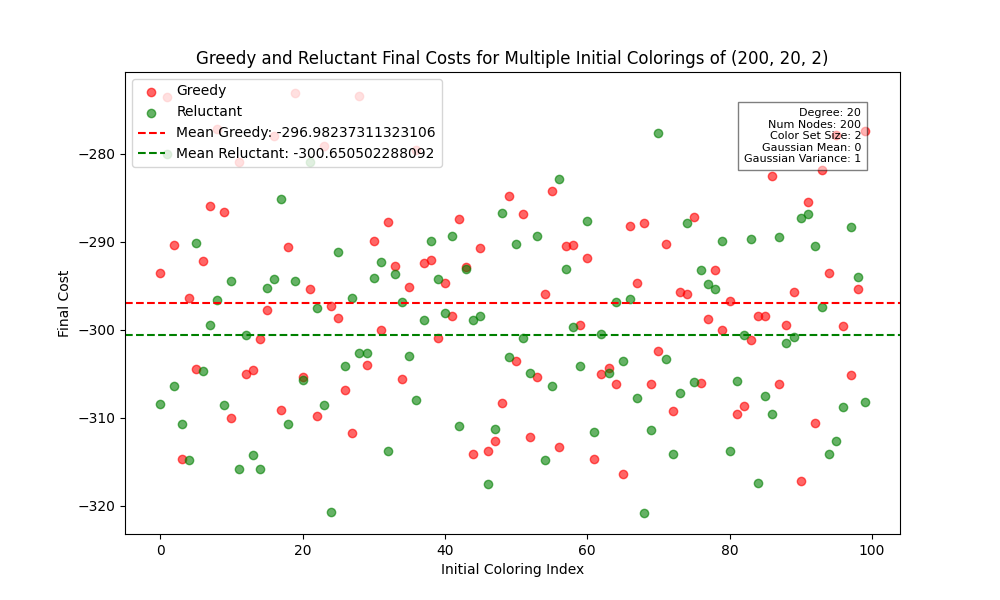 Greedy and Reluctant Final Costs for Multiple Initial Colorings of (200, 20, 2)
Greedy
Reluctant
Mean Greedy: -296.98237311323106
Mean Reluctant: -300.650502288092
Degree: 20
Num Nodes: 200
Color Set Size: 2
Gaussian Mean: 0
Gaussian Variance: 1
Final Cost
−280
−290
−300
−310
−320
0
20
40
60
80
100
Initial Coloring Index